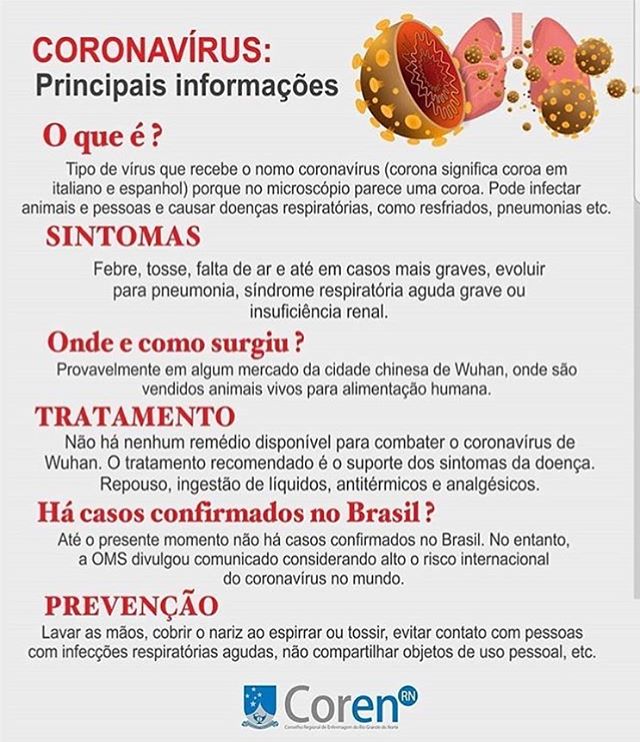 CORONAVÍRUS:
Principais informações
O que é ?
Tipo de vírus que recebe o nomo coronavírus (corona significa coroa em
italiano e espanhol) porque no microscópio parece uma coroa. Pode infectar
animais e pessoas e causar doenças respiratórias, como resfriados, pneumonias etc.
SINTOMAS
Febre, tosse, falta de ar e até em casos mais graves, evoluir
para pneumonia, síndrome respiratória aguda grave ou
insuficiência renal.
Onde e como surgiu ?
Provavelmente em algum mercado da cidade chinesa de Wuhan, onde são
vendidos animais vivos para alimentação humana.
TRATAMENTO
Não há nenhum remédio disponível para combater o coronavírus de
Wuhan. O tratamento recomendado é o suporte dos sintomas da doença.
Repouso, ingestão de líquidos, antitérmicos e analgésicos.
Há casos confirmados no Brasil ?
Até o presente momento não há casos confirmados no Brasil. No entanto,
a OMS divulgou comunicado considerando alto o risco internacional
do coronavírus no mundo.
PREVENÇÃO
Lavar as mãos, cobrir o nariz ao espirrar ou tossir, evitar contato com pessoas
com infecções respiratórias agudas, não compartilhar objetos de uso pessoal, etc.
Coren RN
Conselho Regional de Enfermagem do Rio Grande do Norte